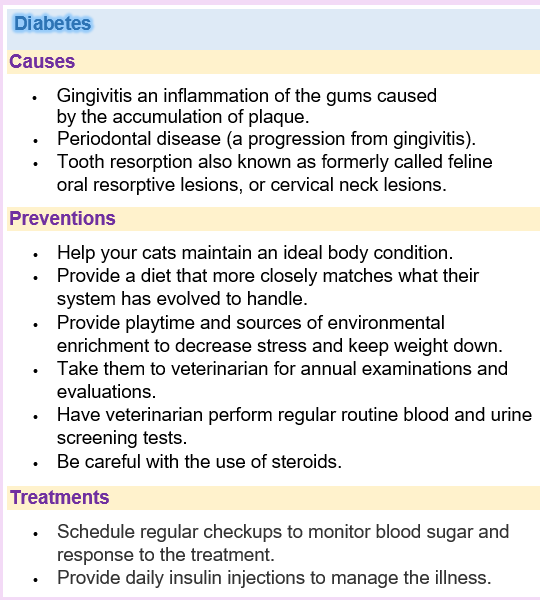 Diabetes
Causes
• Gingivitis an inflammation of the gums caused
by the accumulation of plaque.
• Periodontal disease (a progression from gingivitis).
• Tooth resorption also known as formerly called feline
oral resorptive lesions, or cervical neck lesions.
Preventions
• Help your cats maintain an ideal body condition.
• Provide a diet that more closely matches what their
system has evolved to handle.
• Provide playtime and sources of environmental
enrichment to decrease stress and keep weight down.
• Take them to veterinarian for annual examinations and
evaluations.
• Have veterinarian perform regular routine blood and urine
screening tests.
• Be careful with the use of steroids.
Treatments
• Schedule regular checkups to monitor blood sugar and
response to the treatment.
• Provide daily insulin injections to manage the illness.